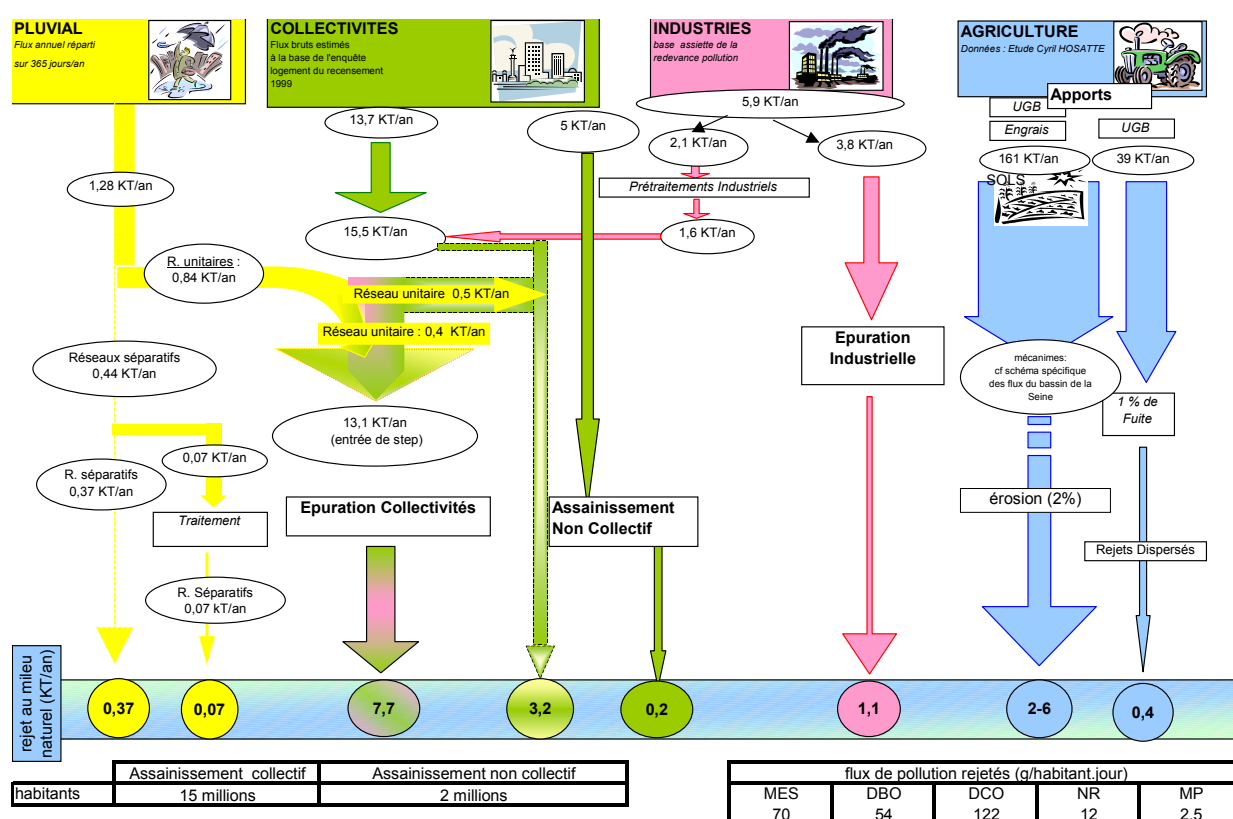 PLUVIAL
Flux annuel réparti
sur 365 jours/an
COLLECTIVITES
Flux bruts estimés
à la base de l'enquête
logement du recensement
1999
INDUSTRIES
base assiette de la
redevance pollution
AGRICULTURE
Données : Etude Cyril HOSATTE
Apports
UGB
Engrais
UGB
5,9 KT/an
13,7 KT/an
5 KT/an
2,1 KT/an
3,8 KT/an
161 KT/an
39 KT/an
SOLS
1,28 KT/an
Prétraitements Industriels
15,5 KT/an
1,6 KT/an
R. unitaires :
0,84 KT/an
Réseau unitaire 0,5 KT/an
Réseau unitaire : 0,4 KT/an
Epuration
Industrielle
Réseaux séparatifs
0,44 KT/an
mécanimes:
cf schéma spécifique
des flux du bassin de la
Seine
1 % de
Fuite
13,1 KT/an
(entrée de step)
0,07 KT/an
R. séparatifs
0,37 KT/an
érosion (2%)
Epuration Collectivités
Assainissement
Non Collectif
Traitement
Rejets Dispersés
R. Séparatifs
0,07 kT/an
rejet au milieu
naturel (KT/an)
0,37
0,07
7,7
3,2
0,2
1,1
2-6
0,4
Assainissement collectif Assainissement non collectif
habitants 15 millions 2 millions
flux de pollution rejetés (g/habitant.jour)
MES DBO DCO NR MP
70 54 122 12 2,5